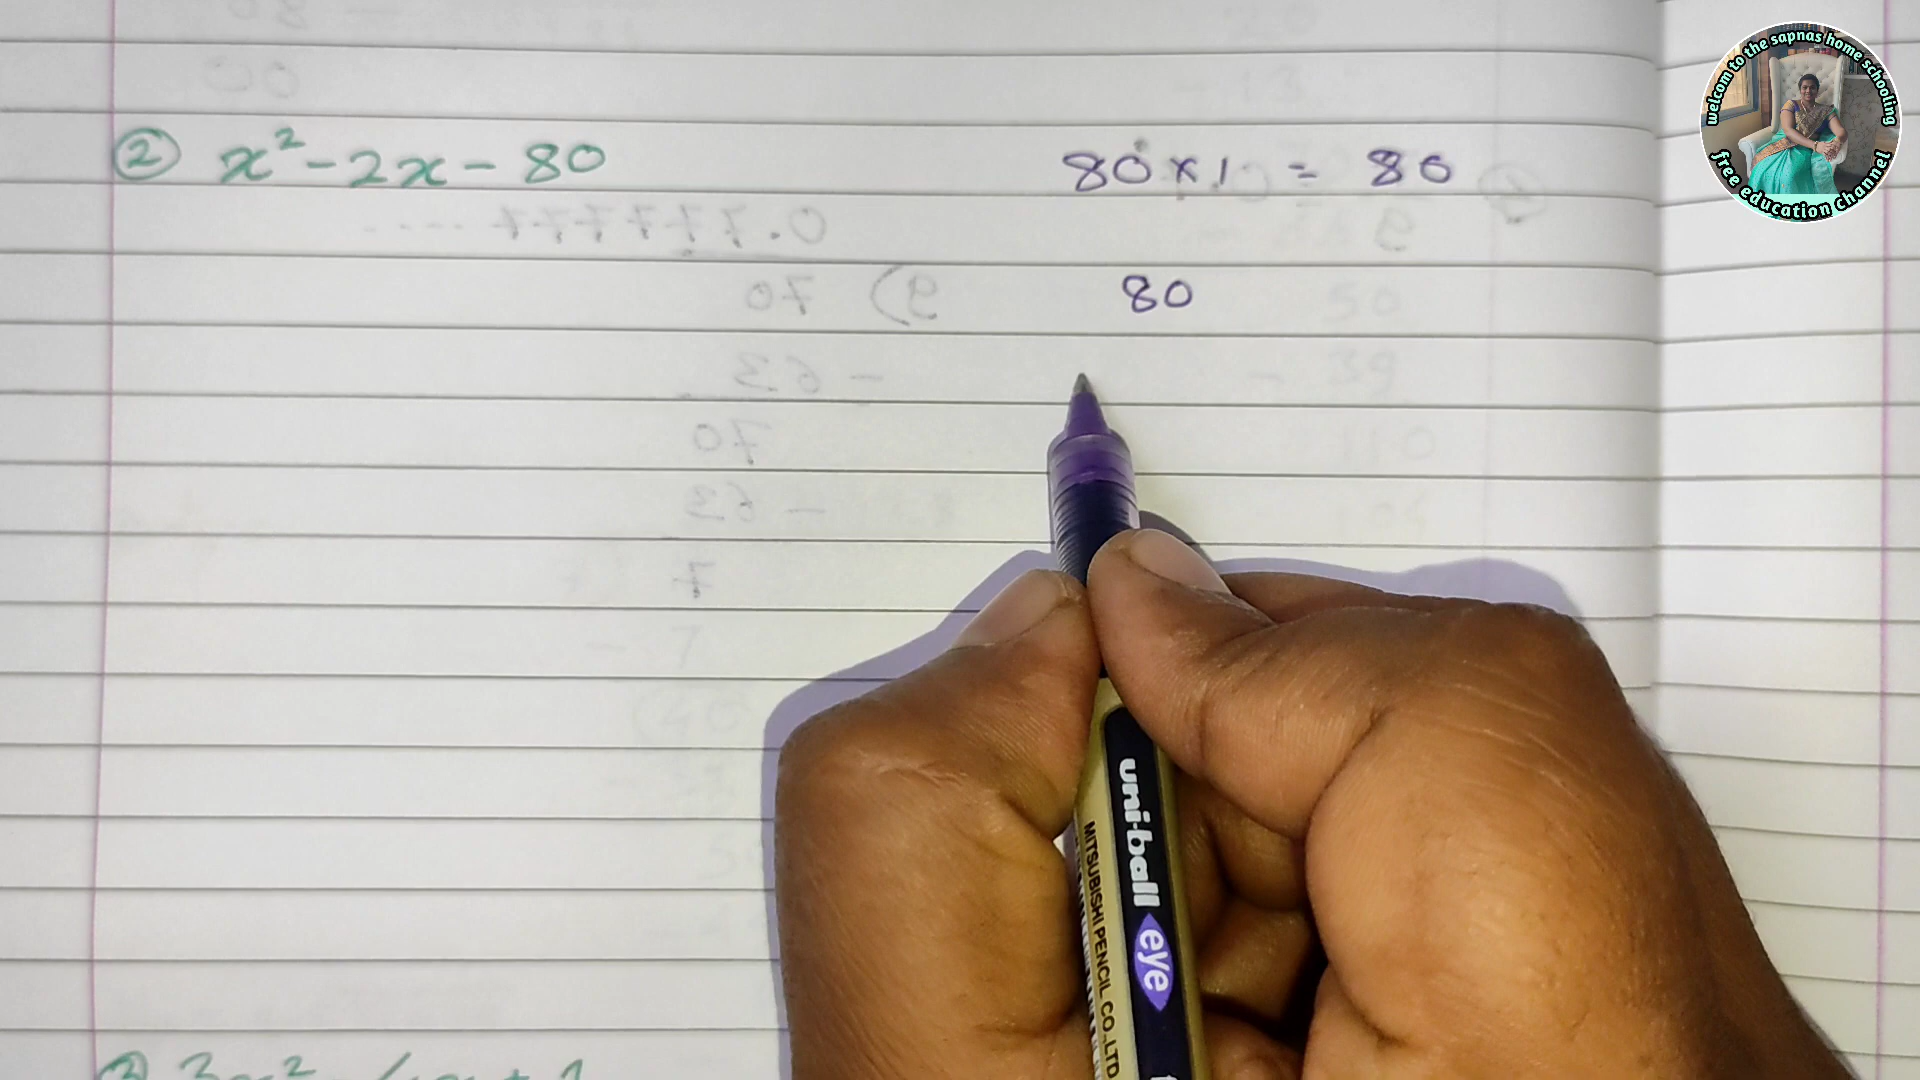 ② x² - 2x - 80
80 × 1 = 80
80
welcom to the sapnas home schooling
free education channel
uni-ball
eye
MITSUBISHI PENCIL CO.,LTD